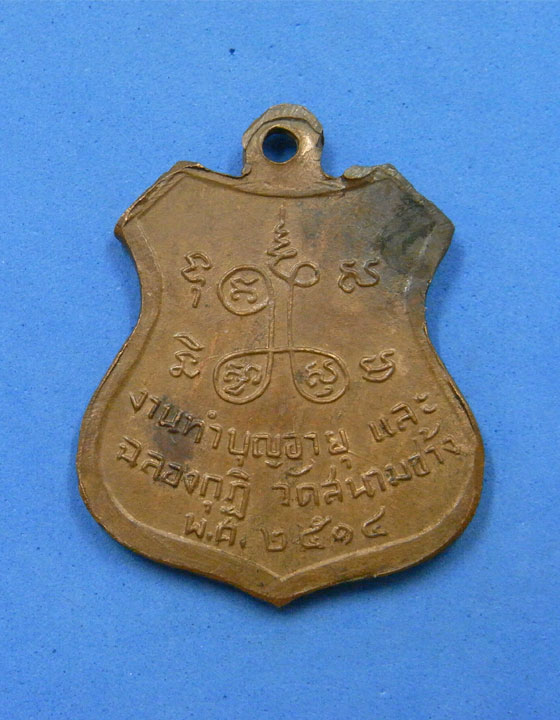 งานทำบุญอายุ และ
ฉลองกุฏิ วัดสนามช้าง
พ.ศ. ๒๕๑๔